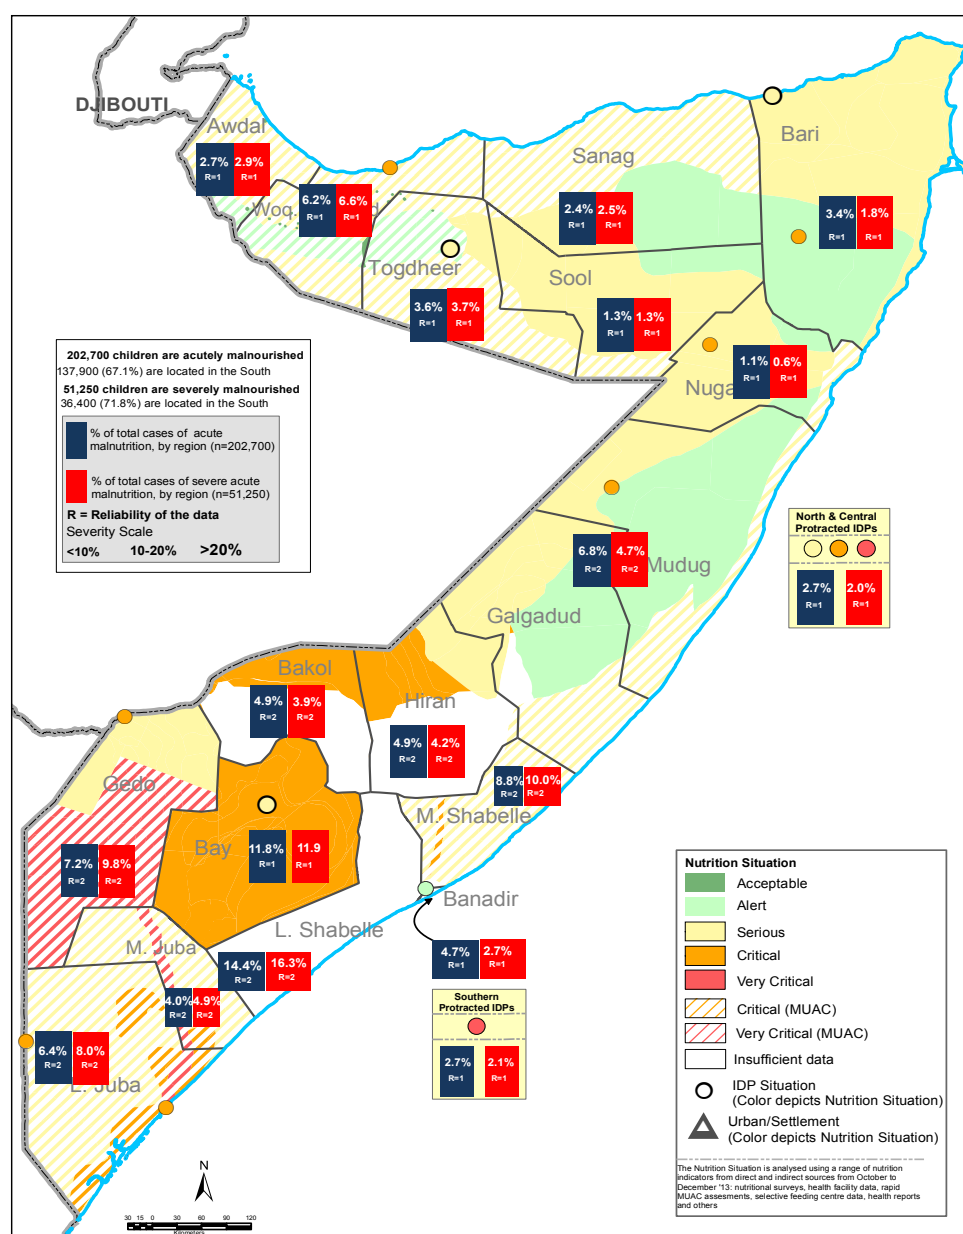 DJIBOUTI
Awdal
2.7% 2.9%
R=1 R=1
Woq.
6.2% 6.6%
R=1 R=1
Togdheer
3.6% 3.7%
R=1 R=1
Sanag
2.4% 2.5%
R=1 R=1
Bari
3.4% 1.8%
R=1 R=1
Sool
1.3% 1.3%
R=1 R=1
Nuga
1.1% 0.6%
R=1 R=1
202,700 children are acutely malnourished
137,900 (67.1%) are located in the South
51,250 children are severely malnourished
36,400 (71.8%) are located in the South
% of total cases of acute
malnutrition, by region (n=202,700)
% of total cases of severe acute
malnutrition, by region (n=51,250)
R = Reliability of the data
Severity Scale
<10% 10-20% >20%
North & Central
Protracted IDPs
2.7% 2.0%
R=1 R=1
6.8% 4.7%
R=2 R=2
Mudug
Galgadud
Bakol
4.9% 3.9%
R=2 R=2
Hiran
4.9% 4.2%
R=2 R=2
8.8% 10.0%
R=2 R=2
M. Shabelle
Gedo
7.2% 9.8%
R=2 R=2
Bay
11.8% 11.9
R=1 R=1
Banadir
4.7% 2.7%
R=1 R=1
L. Shabelle
14.4% 16.3%
R=2 R=2
M. Juba
4.0% 4.9%
R=2 R=2
6.4% 8.0%
R=2 R=2
L. Juba
Southern
Protracted IDPs
2.7% 2.1%
R=1 R=1
Nutrition Situation
Acceptable
Alert
Serious
Critical
Very Critical
Critical (MUAC)
Very Critical (MUAC)
Insufficient data
IDP Situation
(Color depicts Nutrition Situation)
Urban/Settlement
(Color depicts Nutrition Situation)
The Nutrition Situation is analysed using a range of nutrition
indicators from direct and indirect sources from October to
December '13: nutritional surveys, health facility data, rapid
MUAC assesments, selective feeding centre data, health reports
and others
N
30 15 0 30 60 90 120
Kilometers